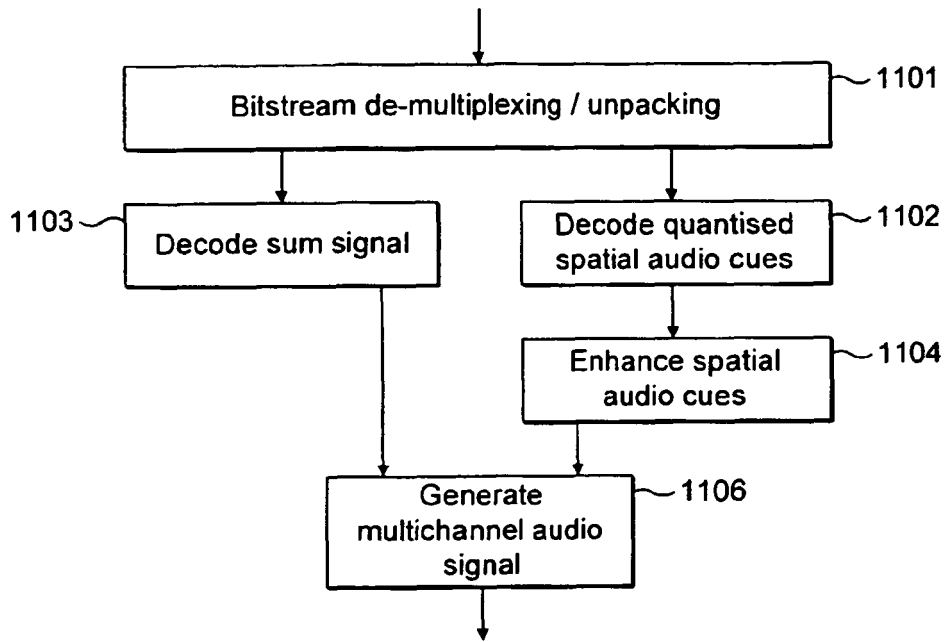 Bitstream de-multiplexing / unpacking
1101
1103
Decode sum signal
Decode quantised
spatial audio cues
1102
Enhance spatial
audio cues
1104
Generate
multichannel audio
signal
1106